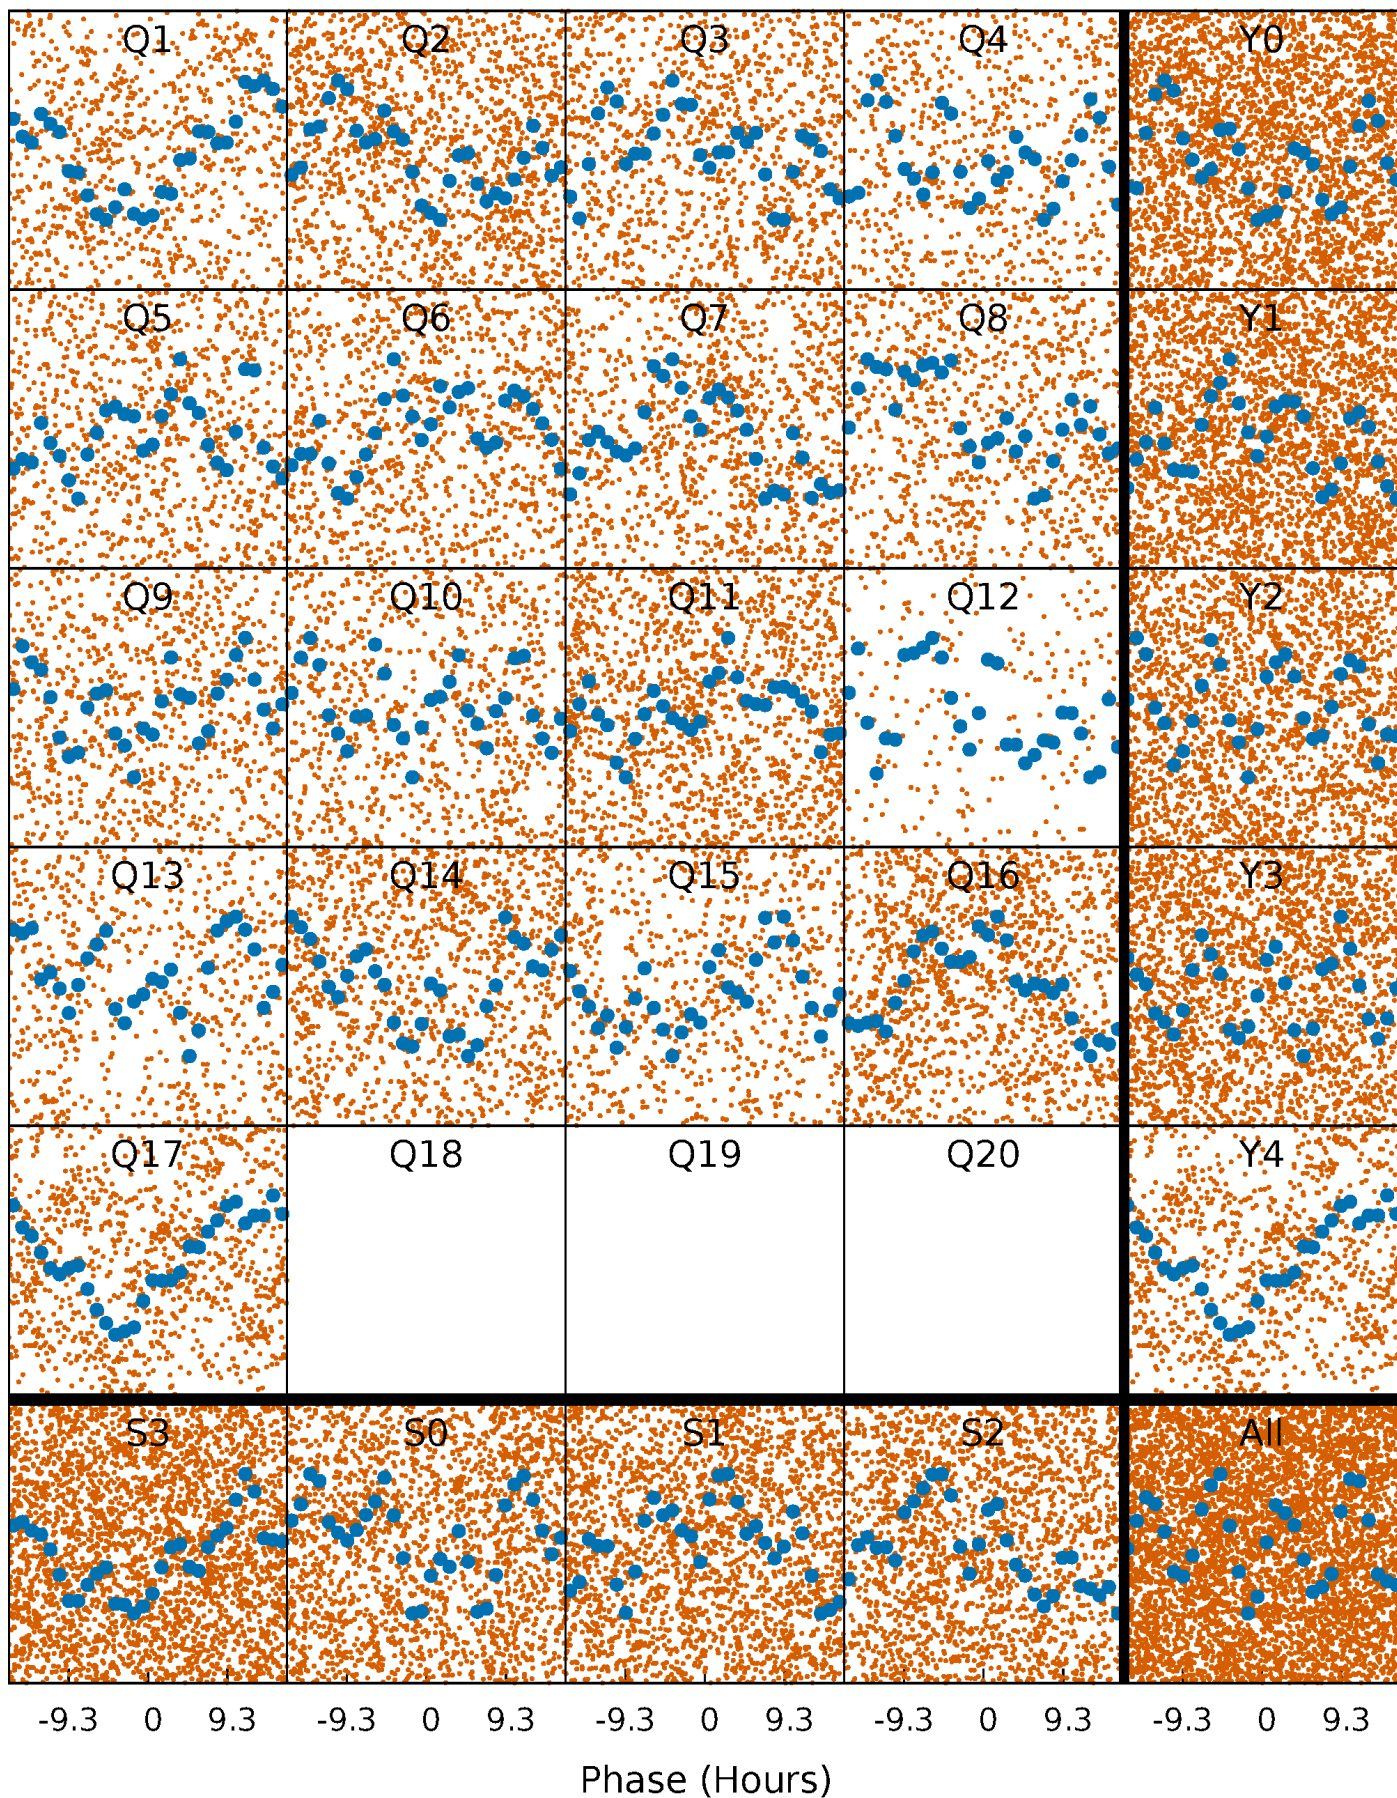 Q1 Q2 Q3 Q4 Y0
Q5 Q6 Q7 Q8 Y1
Q9 Q10 Q11 Q12 Y2
Q13 Q14 Q15 Q16 Y3
Q17 Q18 Q19 Q20 Y4
S3 S0 S1 S2 All
-9.3 0 9.3 -9.3 0 9.3 -9.3 0 9.3 -9.3 0 9.3 -9.3 0 9.3
Phase (Hours)